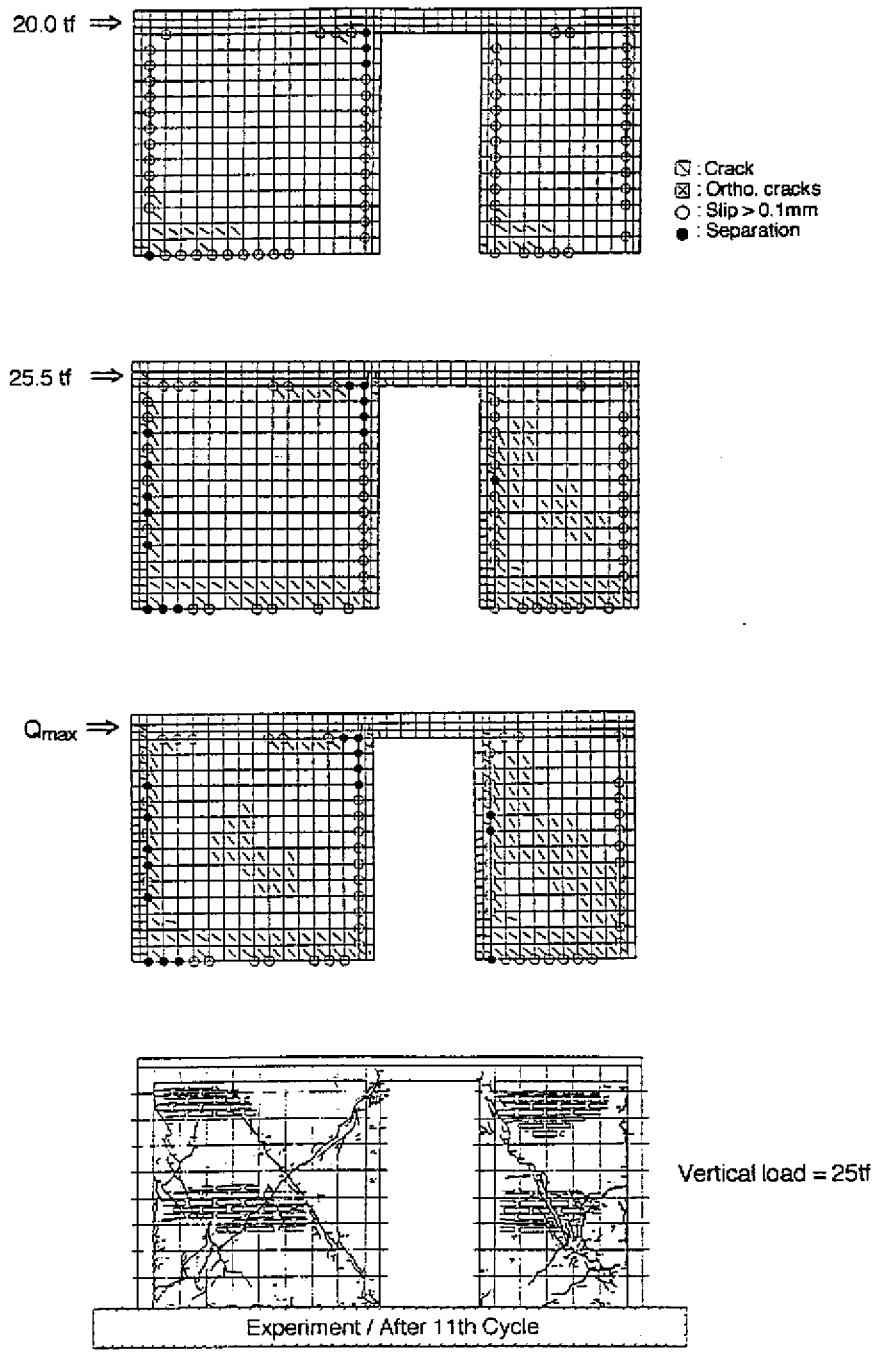 20.0 tf ⇒
: Crack
: Ortho. cracks
: Slip > 0.1mm
: Separation
25.5 tf ⇒
Qmax ⇒
Vertical load = 25tf
Experiment / After 11th Cycle